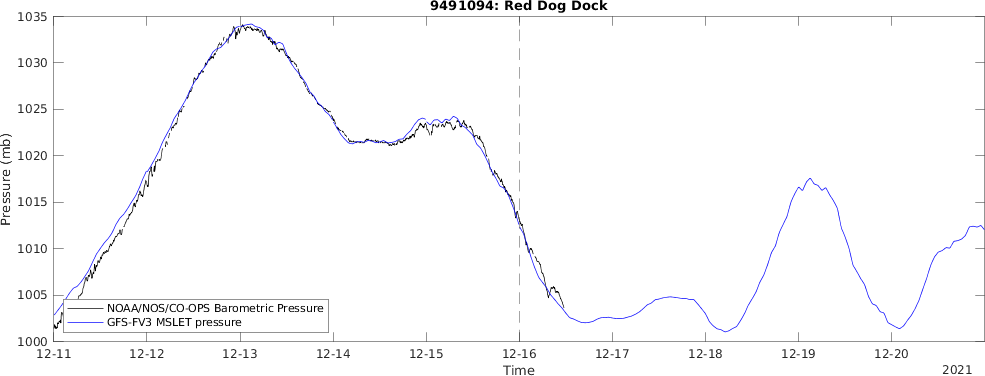 9491094: Red Dog Dock
1035
1030
1025
1020
1015
1010
1005
1000
Pressure (mb)
NOAA/NOS/CO-OPS Barometric Pressure
GFS-FV3 MSLET pressure
12-11 12-12 12-13 12-14 12-15 12-16 12-17 12-18 12-19 12-20
Time
2021